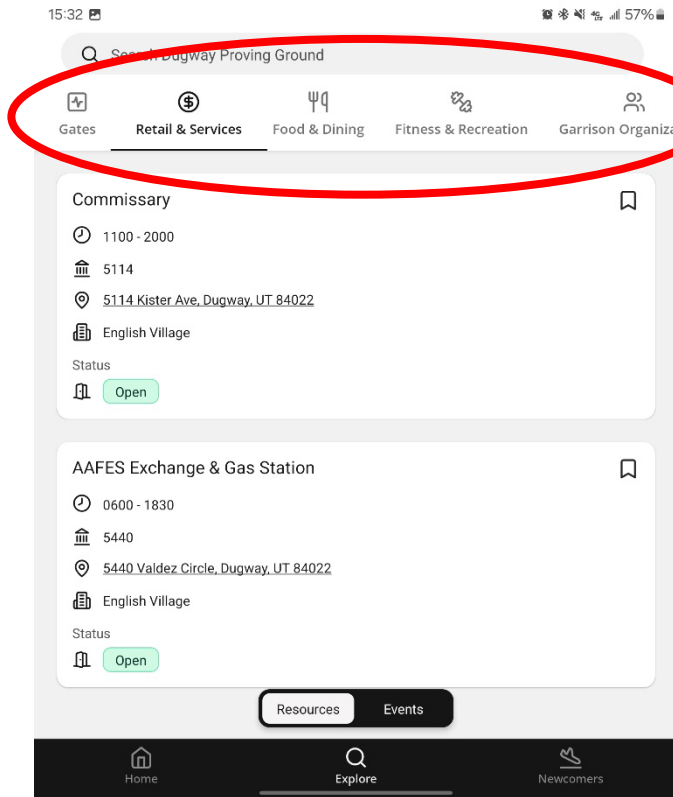 15:32 4G 57%
Search Dugway Proving Ground
Gates Retail & Services Food & Dining Fitness & Recreation Garrison Organiza
Commissary
1100 - 2000
5114
5114 Kister Ave, Dugway, UT 84022
English Village
Status
Open
AAFES Exchange & Gas Station
0600 - 1830
5440
5440 Valdez Circle, Dugway, UT 84022
English Village
Status
Open
Resources Events
Home Explore Newcomers